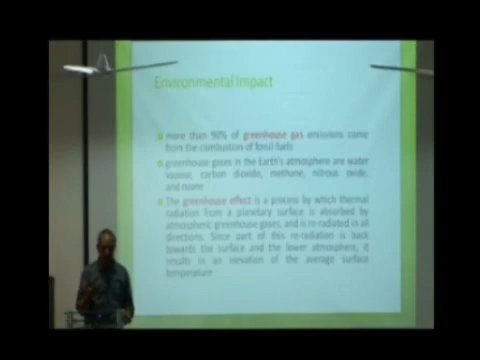 Environmental Impact
more than 90% of greenhouse gas emissions come
from the combustion of fossil fuels
greenhouse gases in the Earth's atmosphere are water
vapour, carbon dioxide, methane, nitrous oxide,
and ozone
The greenhouse effect is a process by which thermal
radiation from a planetary surface is absorbed by
atmospheric greenhouse gases, and is re-radiated in all
directions. Since part of this re-radiation is back
towards the surface and the lower atmosphere, it
results in an elevation of the average surface
temperature